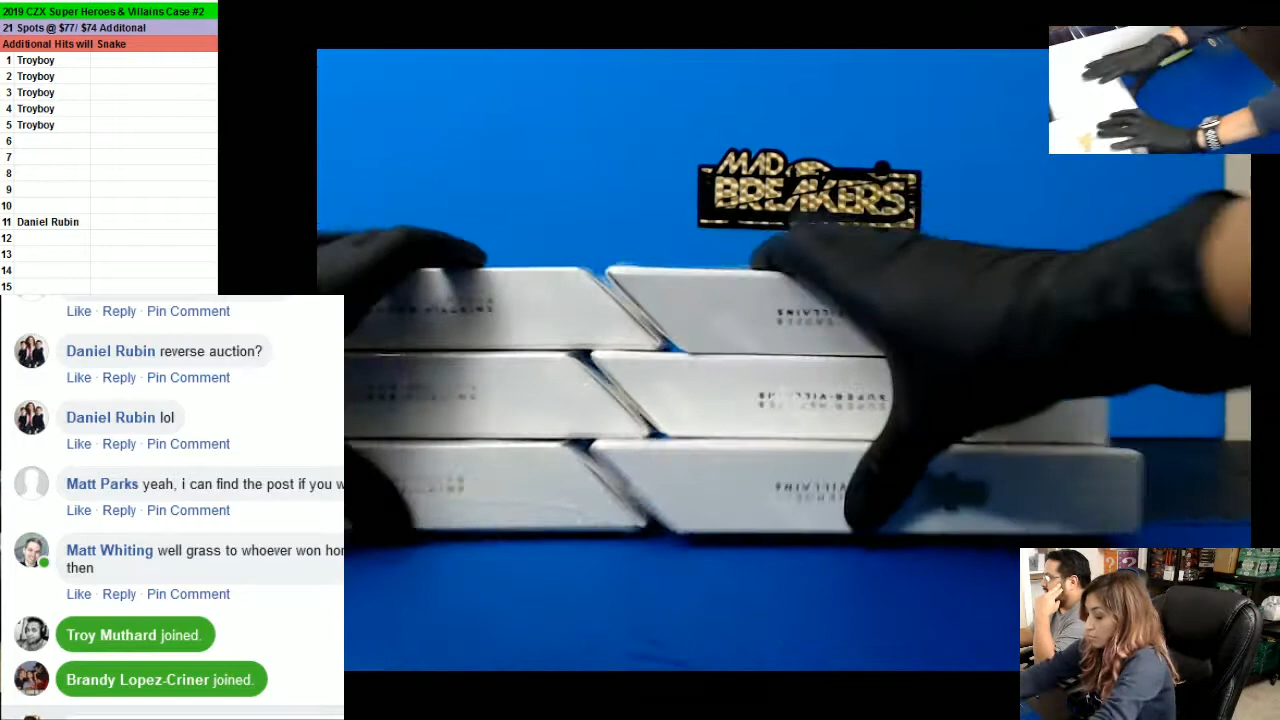 2019 CZX Super Heroes & Villains Case #2
21 Spots @ $77/ $74 Additonal
Additional Hits will Snake
1 Troyboy
2 Troyboy
3 Troyboy
4 Troyboy
5 Troyboy
6
7
8
9
10
11 Daniel Rubin
12
13
14
15
Like · Reply · Pin Comment
Daniel Rubin reverse auction?
Like · Reply · Pin Comment
Daniel Rubin lol
Like · Reply · Pin Comment
Matt Parks yeah, i can find the post if you w
Like · Reply · Pin Comment
Matt Whiting well grass to whoever won hor
then
Like · Reply · Pin Comment
Troy Muthard joined.
Brandy Lopez-Criner joined.
MAD
BREAKERS
SUPER-VILLAINS